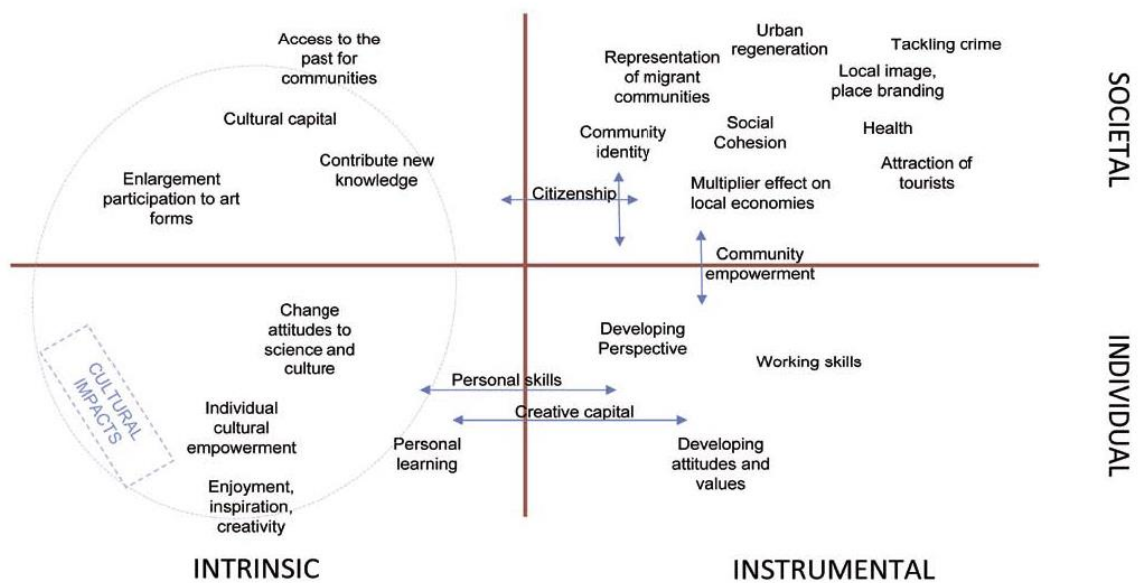 Access to the
past for
communities
Cultural capital
Contribute new
knowledge
Enlargement
participation to art
forms
Urban
regeneration
Tackling crime
Representation
of migrant
communities
Local image,
place branding
Community
identity
Social
Cohesion
Health
Attraction of
tourists
Citizenship
Multiplier effect on
local economies
SOCIETAL
Community
empowerment
Change
attitudes to
science and
culture
CULTURAL
IMPACTS
Individual
cultural
empowerment
Enjoyment,
inspiration,
creativity
Personal
learning
Personal skills
Creative capital
Developing
Perspective
Working skills
Developing
attitudes and
values
INDIVIDUAL
INTRINSIC
INSTRUMENTAL